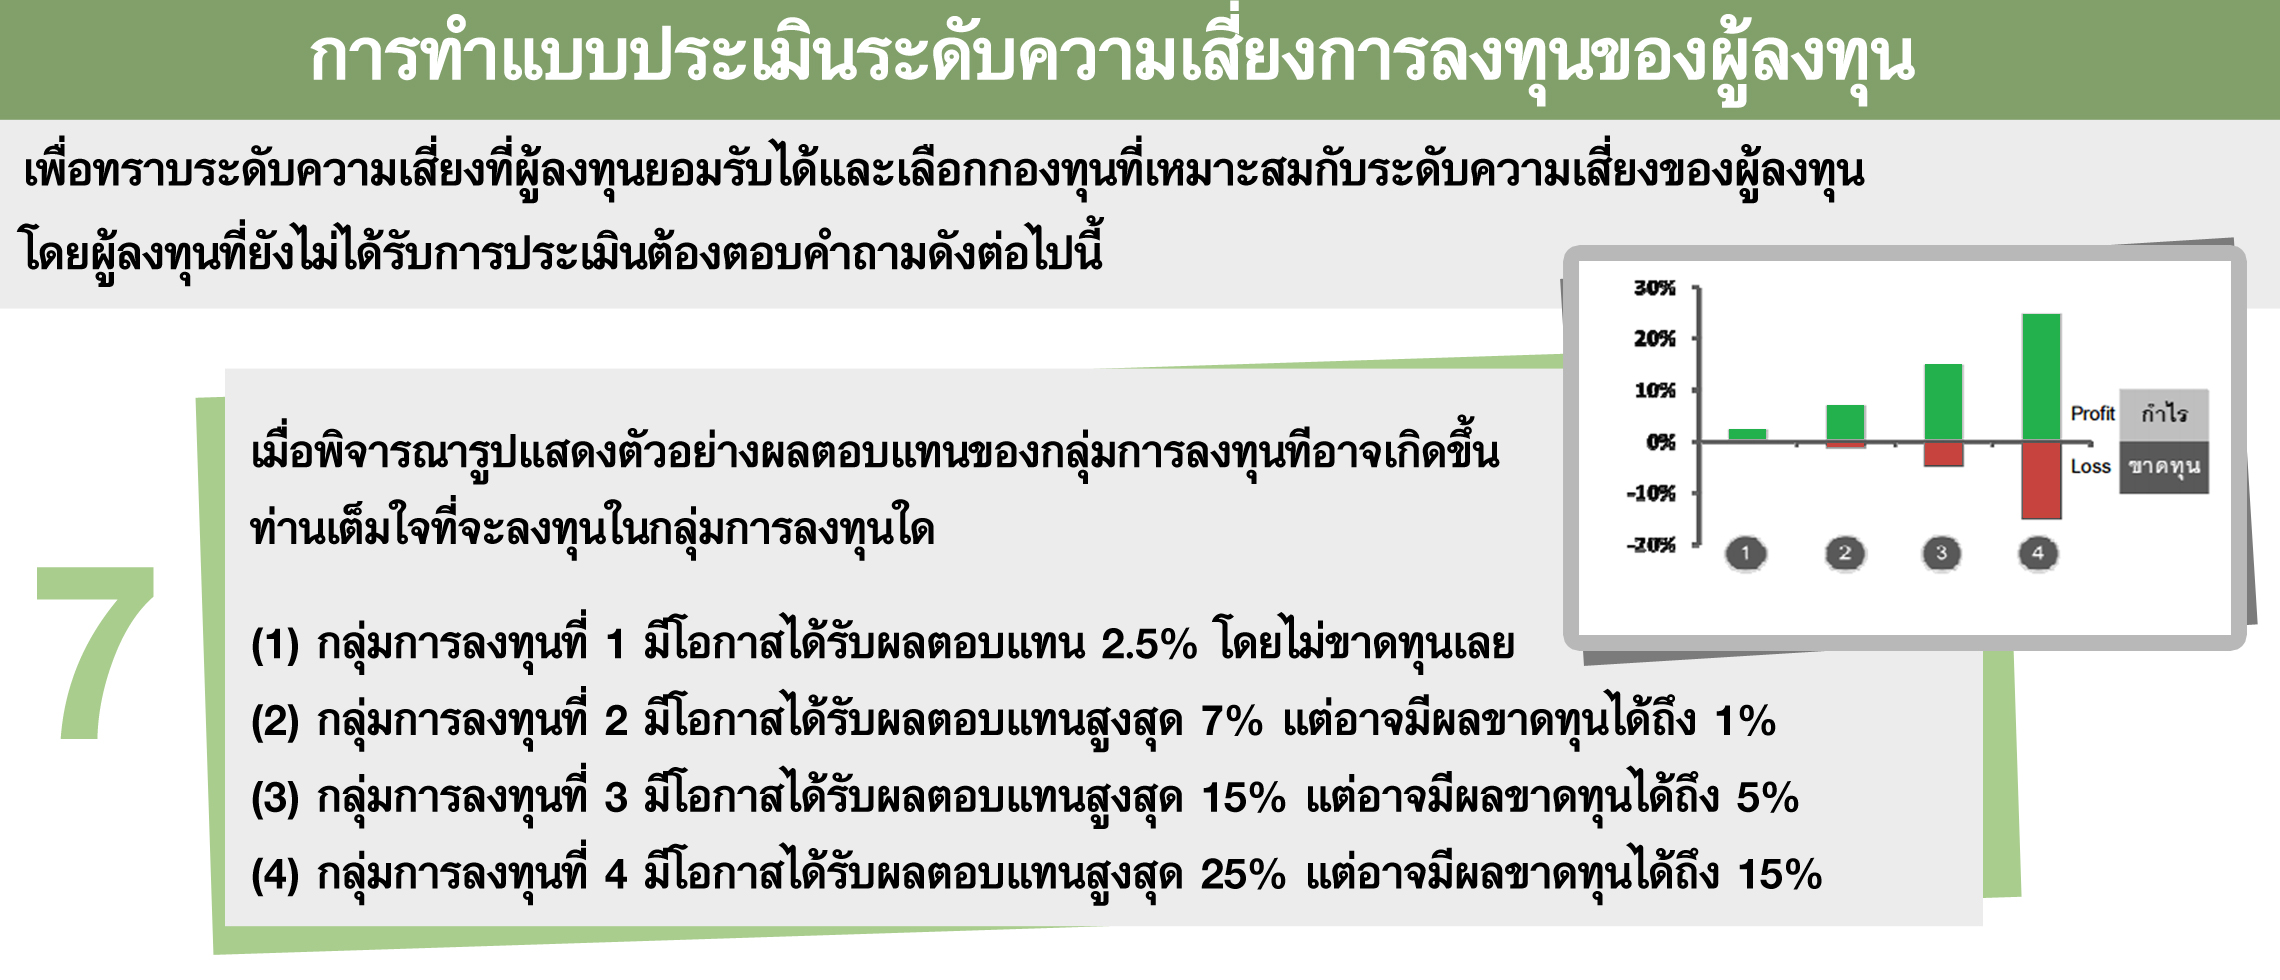 การทำแบบประเมินระดับความเสี่ยงการลงทุนของผู้ลงทุน
เพื่อทราบระดับความเสี่ยงที่ผู้ลงทุนยอมรับได้และเลือกกองทุนที่เหมาะสมกับระดับความเสี่ยงของผู้ลงทุน
โดยผู้ลงทุนที่ยังไม่ได้รับการประเมินต้องตอบคำถามดังต่อไปนี้
30%
20%
10%
0%
-10%
-20%
Profit กำไร
Loss ขาดทุน
1 2 3 4
7
เมื่อพิจารณารูปแสดงตัวอย่างผลตอบแทนของกลุ่มการลงทุนทีอาจเกิดขึ้น
ท่านเต็มใจที่จะลงทุนในกลุ่มการลงทุนใด
(1) กลุ่มการลงทุนที่ 1 มีโอกาสได้รับผลตอบแทน 2.5% โดยไม่ขาดทุนเลย
(2) กลุ่มการลงทุนที่ 2 มีโอกาสได้รับผลตอบแทนสูงสุด 7% แต่อาจมีผลขาดทุนได้ถึง 1%
(3) กลุ่มการลงทุนที่ 3 มีโอกาสได้รับผลตอบแทนสูงสุด 15% แต่อาจมีผลขาดทุนได้ถึง 5%
(4) กลุ่มการลงทุนที่ 4 มีโอกาสได้รับผลตอบแทนสูงสุด 25% แต่อาจมีผลขาดทุนได้ถึง 15%